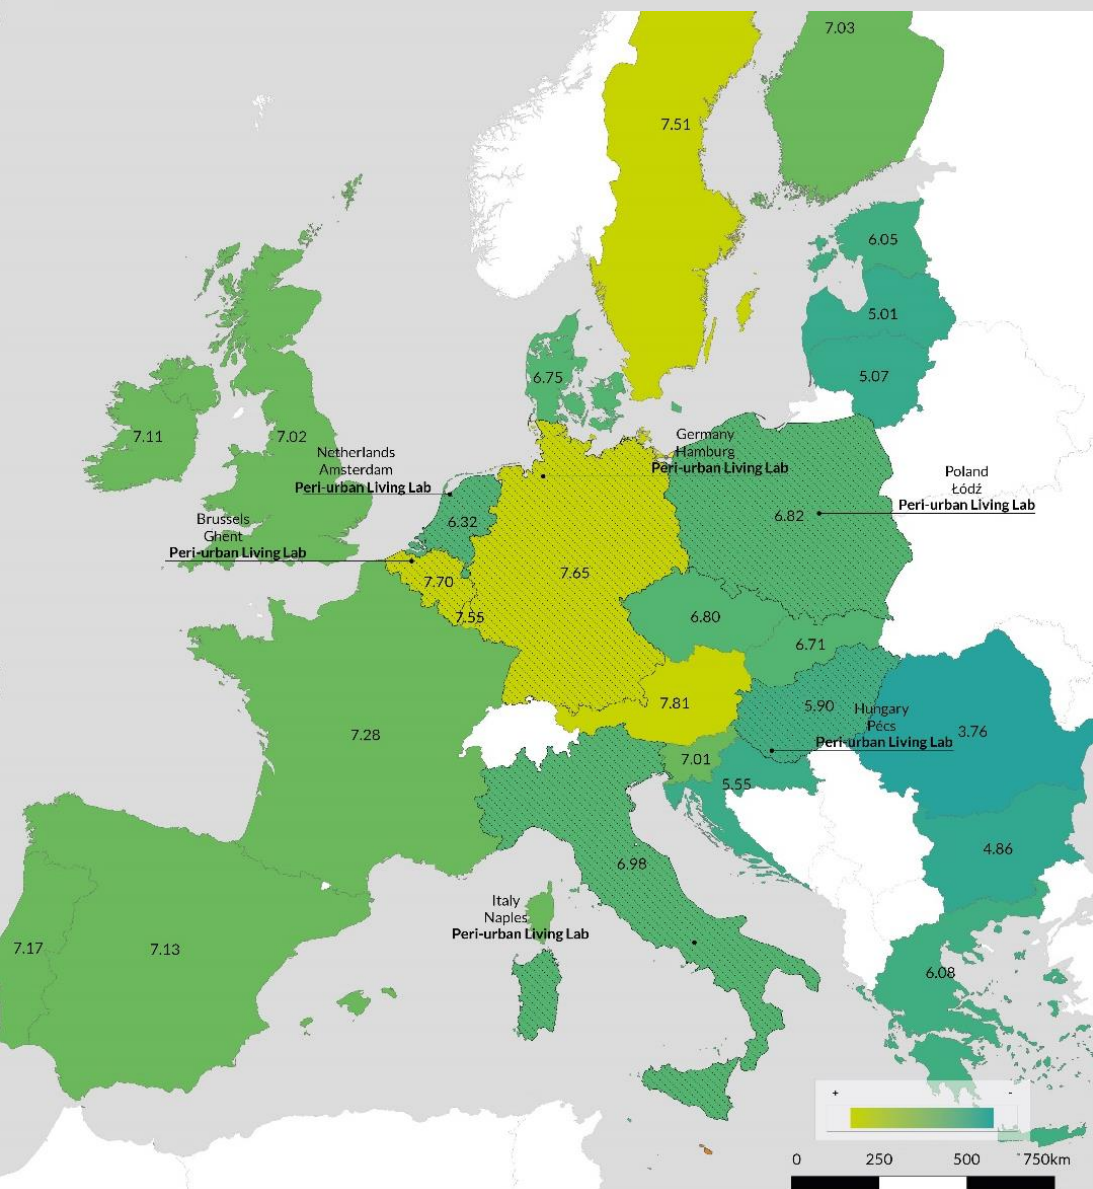 7.03
7.51
6.05
5.01
5.07
6.75
7.11
7.02
Netherlands
Amsterdam
Peri-urban Living Lab
Germany
Hamburg
Peri-urban Living Lab
Poland
Łódź
Peri-urban Living Lab
6.32
6.82
Brussels
Ghent
Peri-urban Living Lab
7.70
7.65
7.55
6.80
6.71
7.81
5.90
Hungary
Pécs
Peri-urban Living Lab
3.76
7.28
7.01
5.55
4.86
6.98
Italy
Naples
Peri-urban Living Lab
7.17
7.13
6.08
+ -
0 250 500 750km